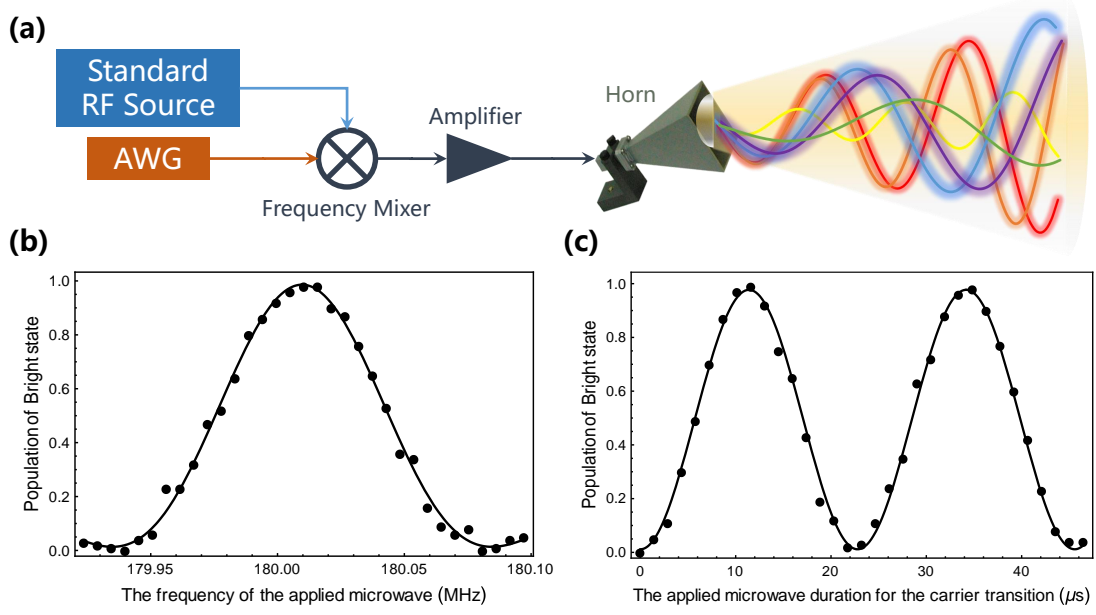 (a)
Standard
RF Source
AWG
Frequency Mixer
Amplifier
Horn
(b)
Population of Bright state
1.0
0.8
0.6
0.4
0.2
0.0
179.95
180.00
180.05
180.10
The frequency of the applied microwave (MHz)
(c)
Population of Bright state
1.0
0.8
0.6
0.4
0.2
0.0
0
10
20
30
40
The applied microwave duration for the carrier transition (μs)